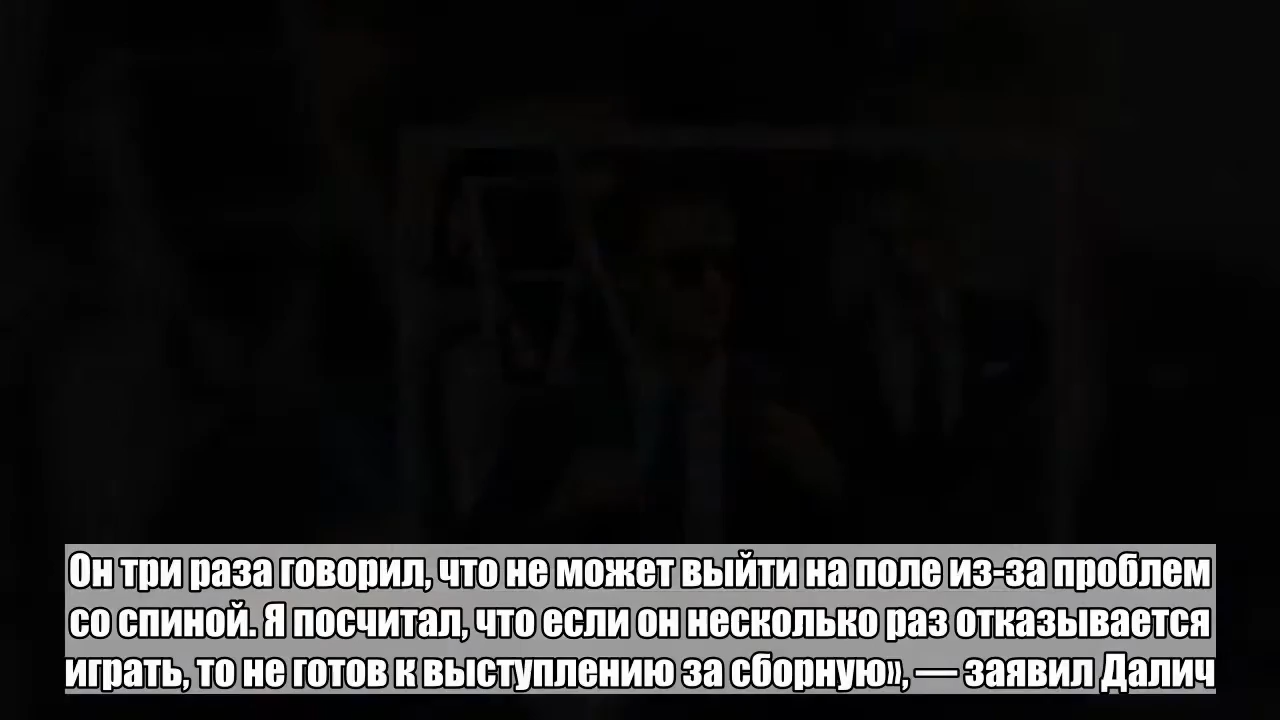 Он три раза говорил, что не может выйти на поле из-за проблем
со спиной. Я посчитал, что если он несколько раз отказывается
играть, то не готов к выступлению за сборную», — заявил Далич